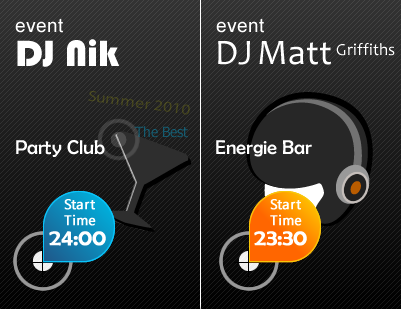 event
DJ Nik
Summer 2010
The Best
Party Club
Start
Time
24:00
event
DJ Matt Griffiths
Energie Bar
Start
Time
23:30